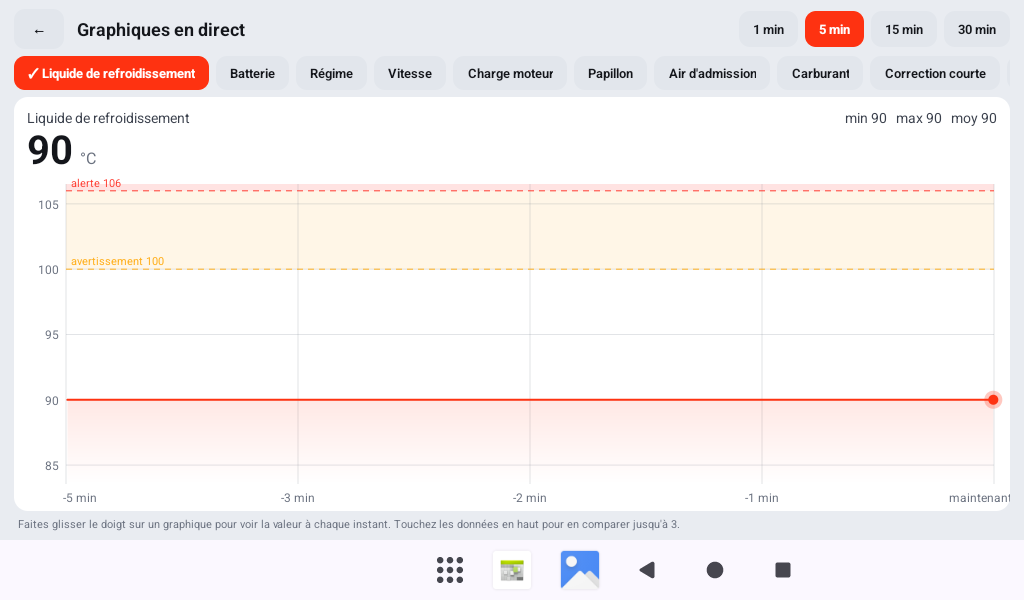 ←
Graphiques en direct
1 min
5 min
15 min
30 min
✓ Liquide de refroidissement
Batterie
Régime
Vitesse
Charge moteur
Papillon
Air d'admission
Carburant
Correction courte
Liquide de refroidissement
min 90 max 90 moy 90
90 °C
alerte 106
105
avertissement 100
100
95
90
85
-5 min
-3 min
-2 min
-1 min
maintenant
Faites glisser le doigt sur un graphique pour voir la valeur à chaque instant. Touchez les données en haut pour en comparer jusqu'à 3.